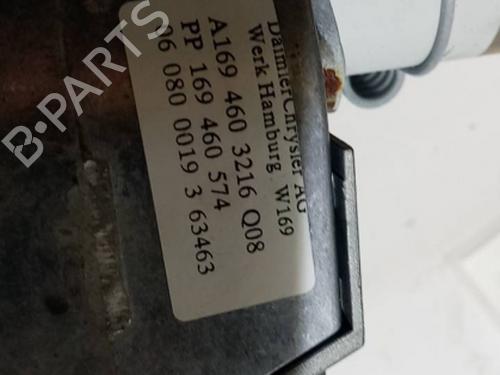 DaimlerChrysler AG
Werk Hamburg W169
A169 460 3216 Q08
PP 169 460 574
06 080 0019 3 63463
B-PARTS